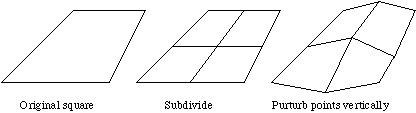 Original square
Subdivide
Purturb points vertically